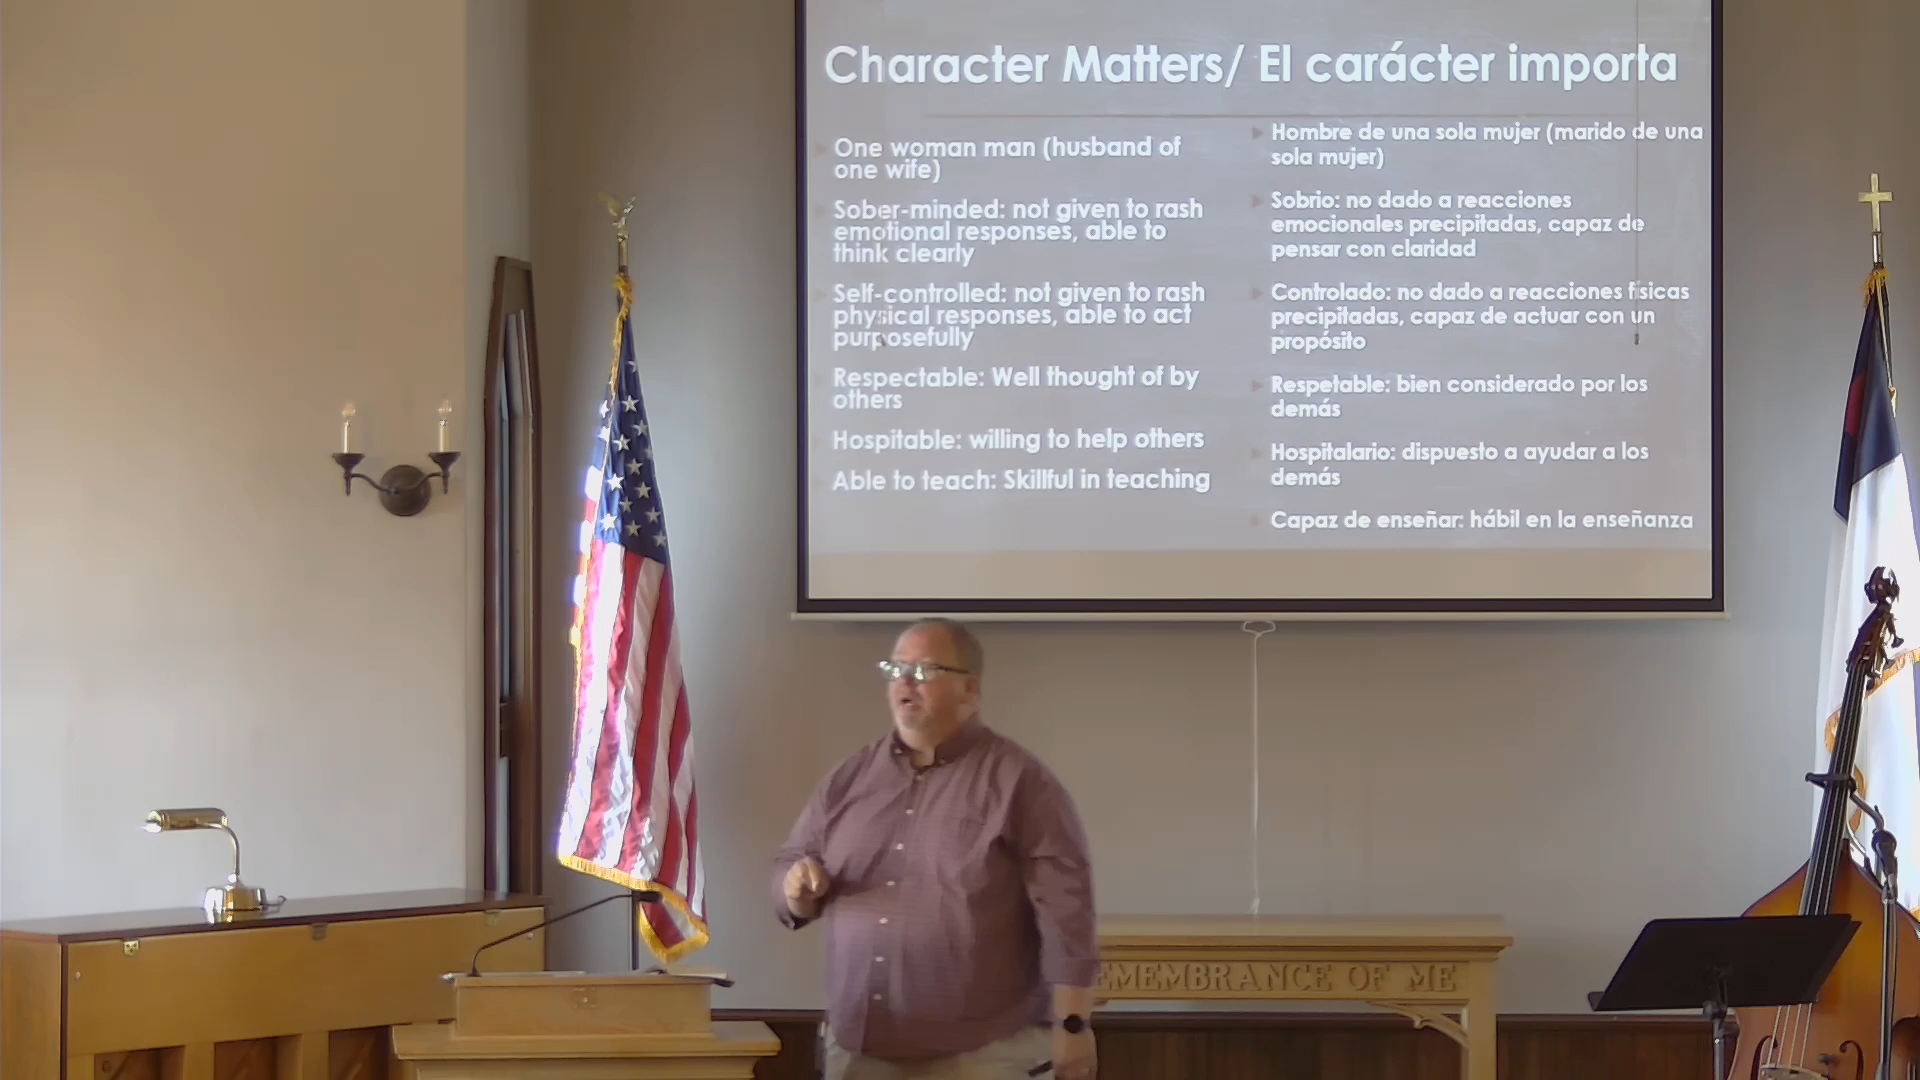 Character Matters/ El carácter importa
One woman man (husband of
one wife)
Sober-minded: not given to rash
emotional responses, able to
think clearly
Self-controlled: not given to rash
physical responses, able to act
purposefully
Respectable: Well thought of by
others
Hospitable: willing to help others
Able to teach: Skillful in teaching
Hombre de una sola mujer (marido de una
sola mujer)
Sobrio: no dado a reacciones
emocionales precipitadas, capaz de
pensar con claridad
Controlado: no dado a reacciones físicas
precipitadas, capaz de actuar con un
propósito
Respetable: bien considerado por los
demás
Hospitalario: dispuesto a ayudar a los
demás
Capaz de enseñar: hábil en la enseñanza
EMEMBRANCE OF ME